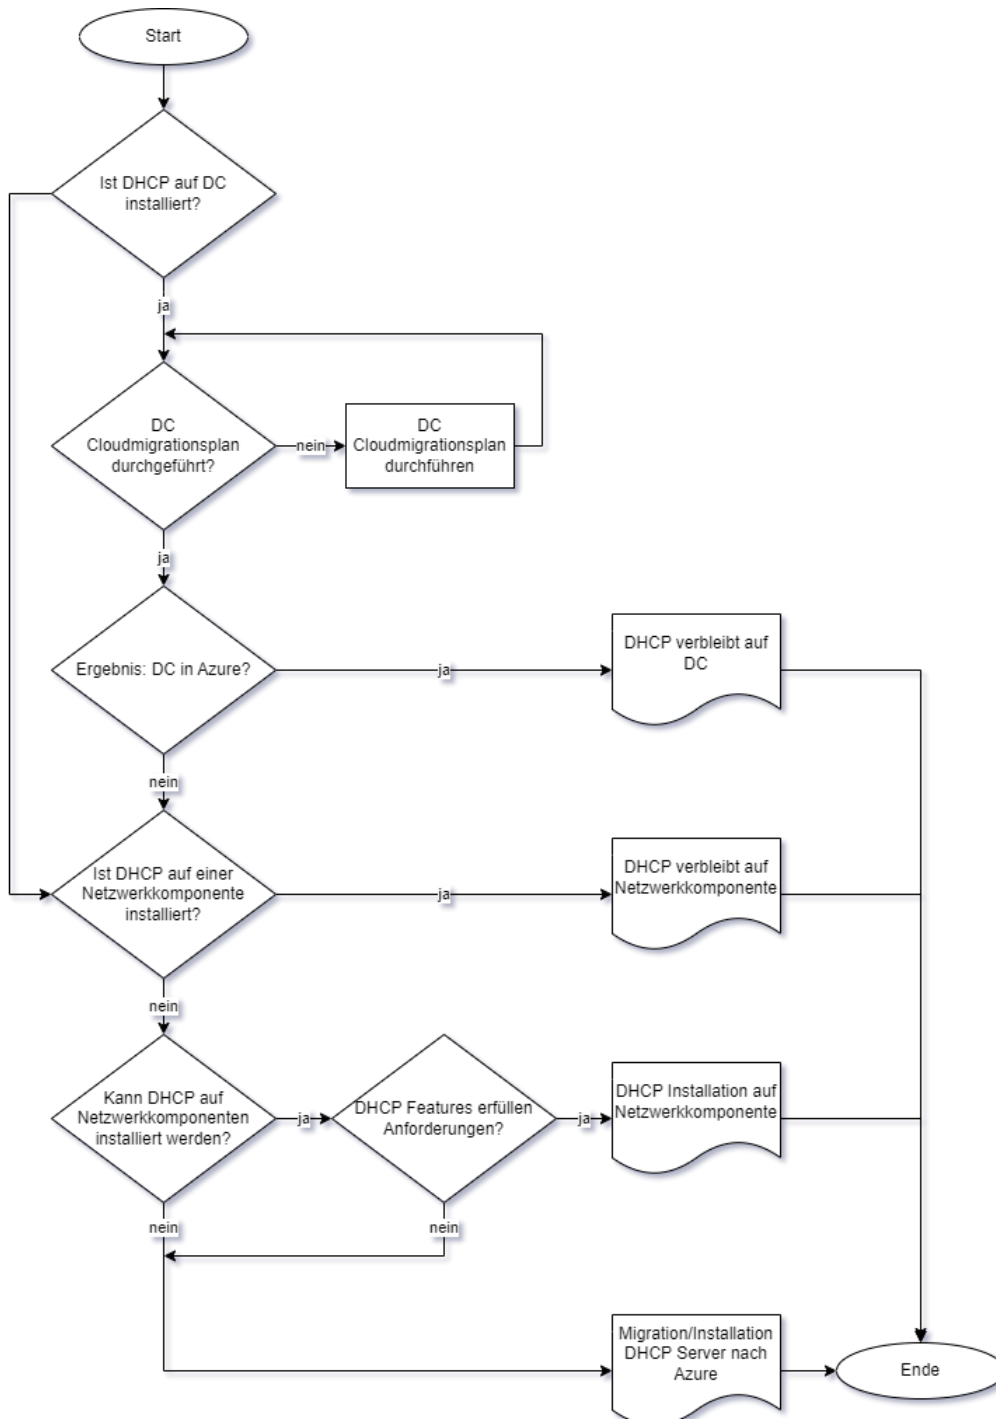 Start
Ist DHCP auf DC
installiert?
ja
DC
Cloudmigrationsplan
durchgeführt?
nein
DC
Cloudmigrationsplan
durchführen
ja
Ergebnis: DC in Azure?
ja
DHCP verbleibt auf
DC
nein
Ist DHCP auf einer
Netzwerkkomponente
installiert?
ja
DHCP verbleibt auf
Netzwerkkomponente
nein
Kann DHCP auf
Netzwerkkomponenten
installiert werden?
ja
DHCP Features erfüllen
Anforderungen?
ja
DHCP Installation auf
Netzwerkkomponente
nein
nein
Migration/Installation
DHCP Server nach
Azure
Ende